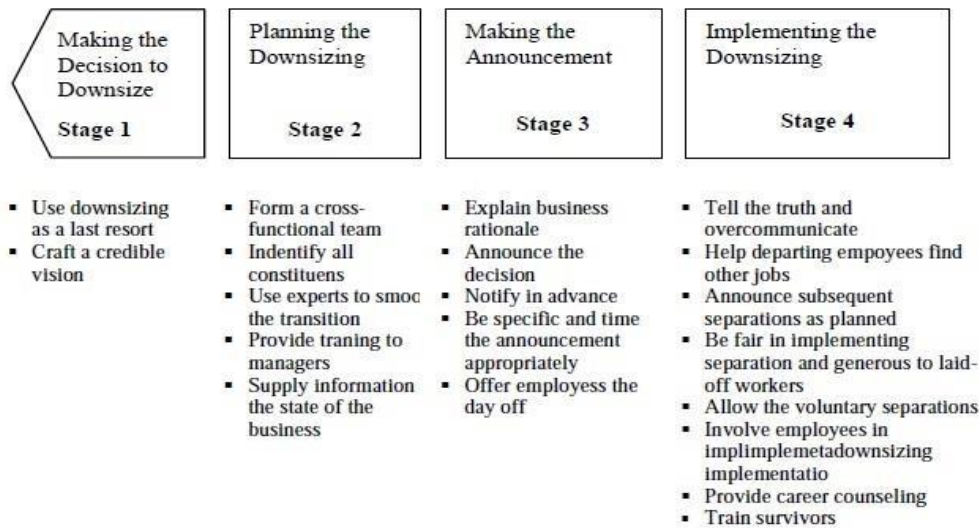 Making the
Decision to
Downsize
Stage 1
Planning the
Downsizing
Stage 2
Making the
Announcement
Stage 3
Implementing the
Downsizing
Stage 4
▪ Use downsizing
as a last resort
▪ Craft a credible
vision
▪ Form a cross-
functional team
▪ Indentify all
constituens
▪ Use experts to smoo
the transition
▪ Provide traning to
managers
▪ Supply information
the state of the
business
▪ Explain business
rationale
▪ Announce the
decision
▪ Notify in advance
▪ Be specific and time
the announcement
appropriately
▪ Offer employess the
day off
▪ Tell the truth and
overcommunicate
▪ Help departing empoyees find
other jobs
▪ Announce subsequent
separations as planned
▪ Be fair in implementing
separation and generous to laid-
off workers
▪ Allow the voluntary separations
▪ Involve employees in
implimplemetadownsizing
implementatio
▪ Provide career counseling
▪ Train survivors